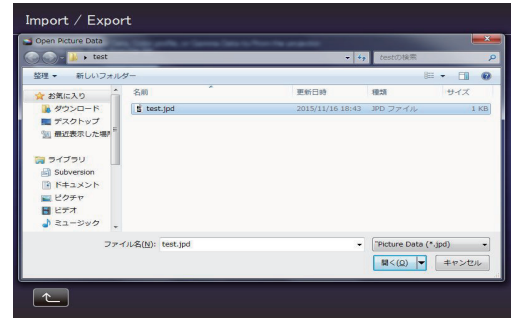 Import / Export
Open Picture Data
test
testの検索
整理
新しいフォルダー
お気に入り
ダウンロード
デスクトップ
最近表示した場所
ライブラリ
Subversion
ドキュメント
ピクチャ
ビデオ
ミュージック
名前 更新日時 種類 サイズ
test.jpd 2015/11/16 18:43 JPD ファイル 1 KB
ファイル名(N): test.jpd
"Picture Data (*.jpd)
開く(O) キャンセル